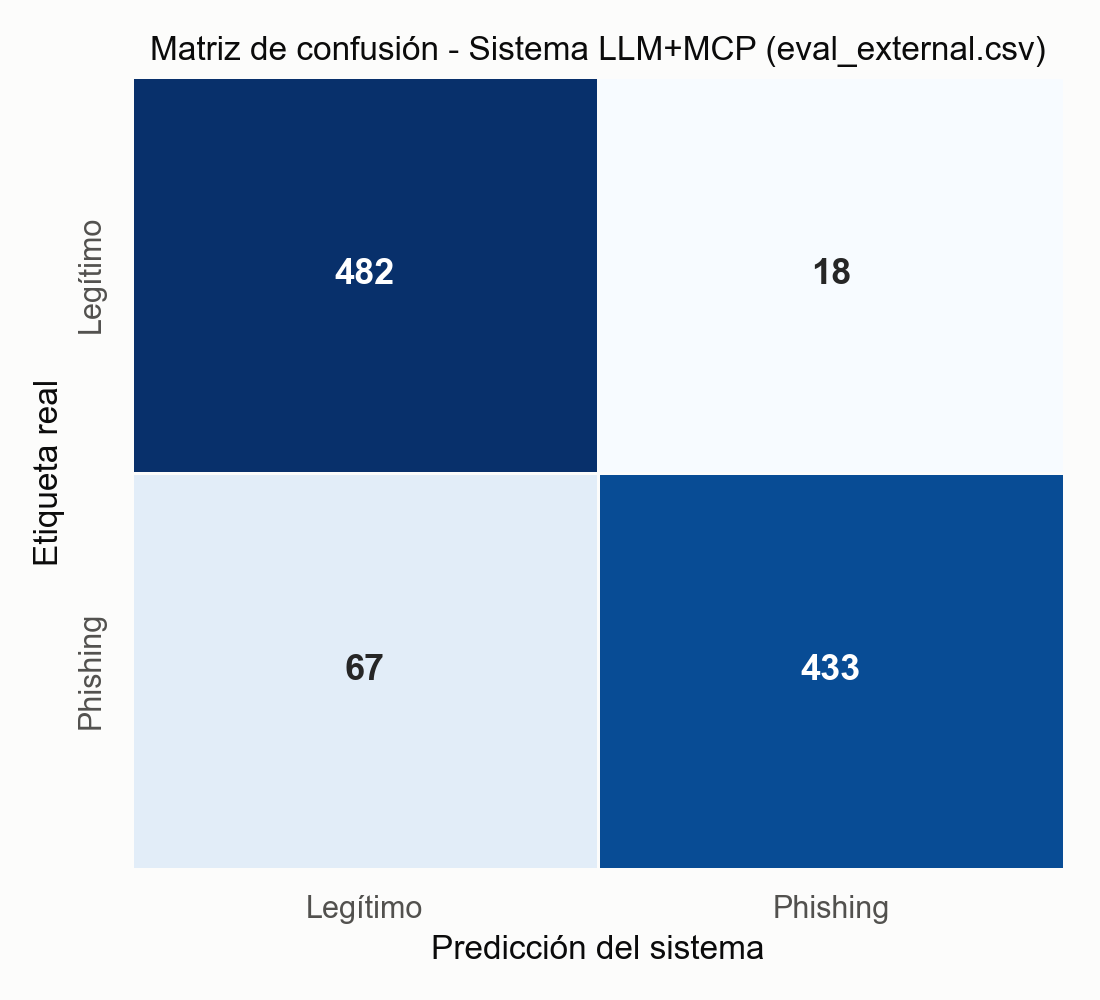 Matriz de confusión - Sistema LLM+MCP (eval_external.csv)
Etiqueta real
Legítimo
482
18
Phishing
67
433
Legítimo
Phishing
Predicción del sistema